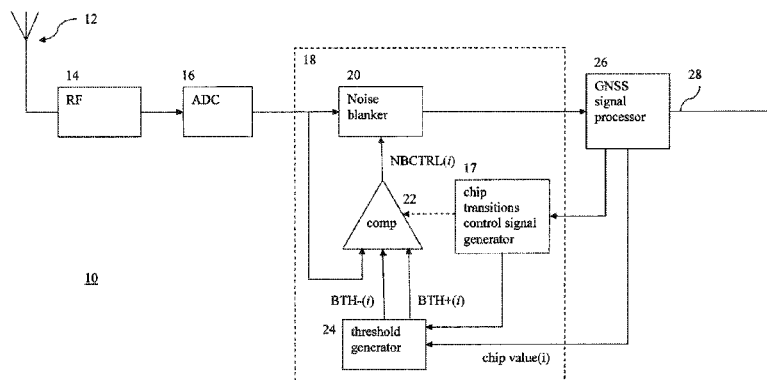 12
14
RF
16
ADC
18
20
Noise
blanker
26
GNSS
signal
processor
28
NBCTRL(i)
22
comp
17
chip
transitions
control signal
generator
10
BTH-(i)
BTH+(i)
24
threshold
generator
chip value(i)